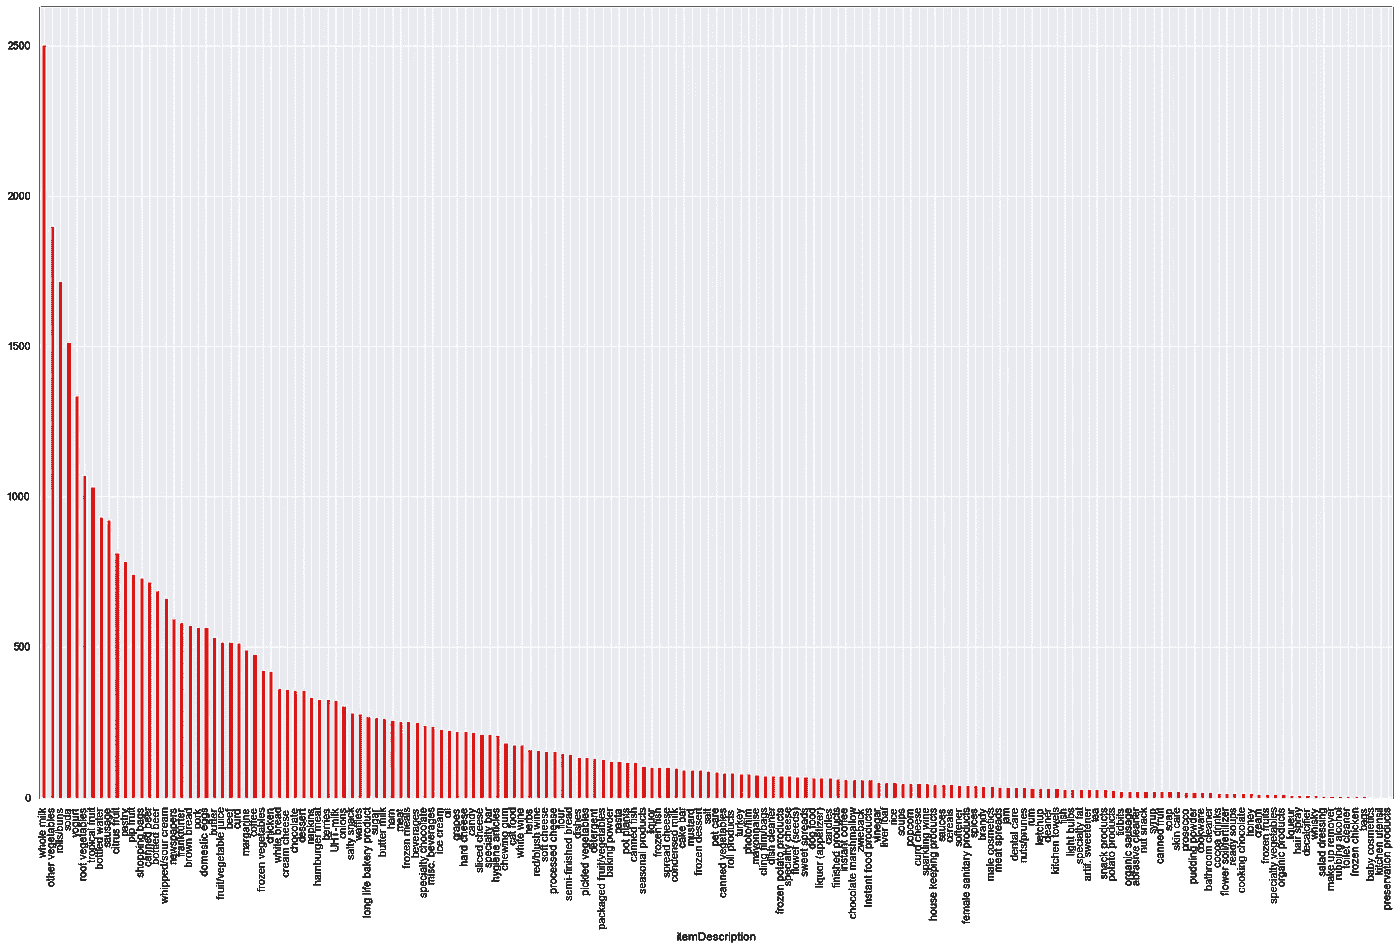 2500
2000
1500
1000
500
0
whole milk
other vegetables
rolls/buns
soda
yogurt
root vegetables
tropical fruit
bottled water
sausage
citrus fruit
pastry
pip fruit
shopping bags
canned beer
bottled beer
whipped/sour cream
newspapers
frankfurter
brown bread
pork
domestic eggs
butter
fruit/vegetable juice
beef
curd
margarine
coffee
frozen vegetables
chicken
white bread
cream cheese
chocolate
dessert
napkins
hamburger meat
berries
UHT-milk
onions
salty snack
waffles
long life bakery product
sugar
butter milk
ham
meat
frozen meals
beverages
specialty chocolate
misc. beverages
ice cream
oil
grapes
hard cheese
candy
sliced cheese
specialty bar
hygiene articles
chewing gum
cat food
white wine
herbs
red/blush wine
soft cheese
processed cheese
flour
semi-finished bread
dishes
pickled vegetables
detergent
packaged fruit/vegetables
baking powder
pasta
pot plants
canned fish
seasonal products
liquor
frozen fish
spread cheese
condensed milk
cake bar
mustard
frozen dessert
salt
pet care
canned vegetables
roll products
turkey
photo/film
mayonnaise
cling film/bags
dish cleaner
frozen potato products
specialty cheese
flower (seeds)
sweet spreads
dog food
liquor (appetizer)
candles
finished products
instant coffee
chocolate marshmallow
zwieback
Instant food products
vinegar
liver loaf
rice
soups
popcorn
curd cheese
sparkling wine
house keeping products
sauces
cereals
softener
spices
female sanitary products
brandy
male cosmetics
meat spreads
jam
dental care
nuts/prunes
rum
ketchup
cleaner
kitchen towels
fish
light bulbs
specialty fat
artif. sweetener
tea
snack products
potato products
tidbits
organic sausage
abrasive cleaner
nut snack
syrup
canned fruit
soap
skin care
prosecco
pudding powder
cookware
bathroom cleaner
cocoa drinks
flower soil/fertilizer
ready soups
cooking chocolate
honey
cream
frozen fruits
specialty vegetables
organic products
liqueur
hair spray
decalcifier
whisky
salad dressing
make up remover
rubbing alcohol
toilet cleaner
frozen chicken
bags
baby cosmetics
kitchen utensil
preservation products
itemDescription